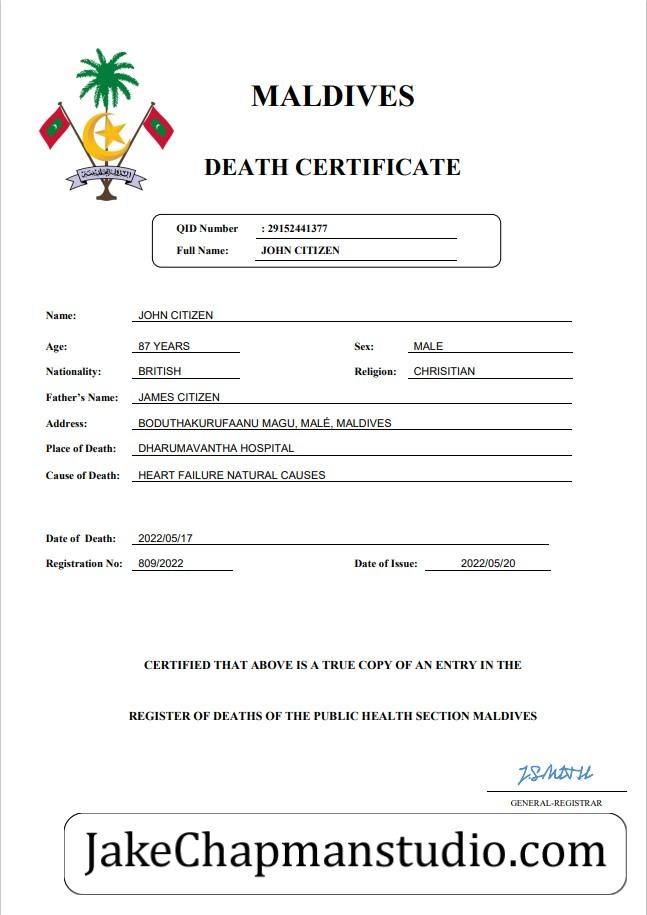 MALDIVES
DEATH CERTIFICATE
QID Number : 29152441377
Full Name: JOHN CITIZEN
Name: JOHN CITIZEN
Age: 87 YEARS Sex: MALE
Nationality: BRITISH Religion: CHRISITIAN
Father's Name: JAMES CITIZEN
Address: BODUTHAKURUFAANU MAGU, MALÉ, MALDIVES
Place of Death: DHARUMAVANTHA HOSPITAL
Cause of Death: HEART FAILURE NATURAL CAUSES
Date of Death: 2022/05/17
Registration No: 809/2022 Date of Issue: 2022/05/20
CERTIFIED THAT ABOVE IS A TRUE COPY OF AN ENTRY IN THE
REGISTER OF DEATHS OF THE PUBLIC HEALTH SECTION MALDIVES
GENERAL-REGISTRAR
JakeChapmanstudio.com